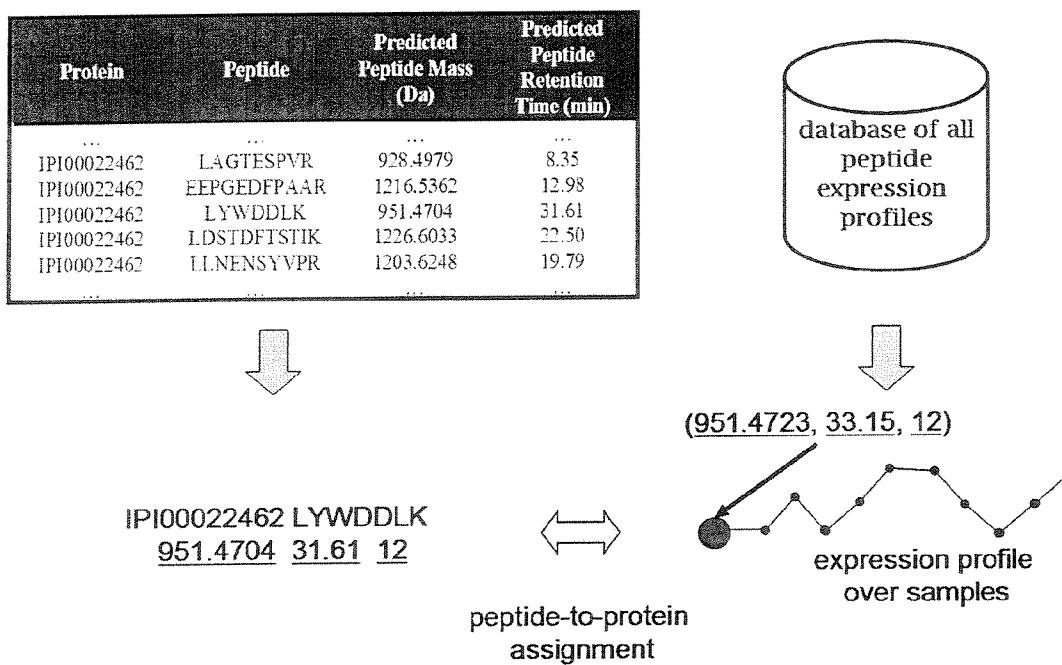 Protein Peptide Predicted Peptide Mass (Da) Predicted Peptide Retention Time (min)
... ... ... ...
IPI00022462 LAGTESPVR 928.4979 8.35
IPI00022462 EEPGEDFPAAR 1216.5362 12.98
IPI00022462 LYWDDLK 951.4704 31.61
IPI00022462 LDSTDFTSTIK 1226.6033 22.50
IPI00022462 LLNENSYVPR 1203.6248 19.79
... ... ... ...
database of all
peptide
expression
profiles
(951.4723, 33.15, 12)
IPI00022462 LYWDDLK
951.4704 31.61 12
expression profile
over samples
peptide-to-protein
assignment